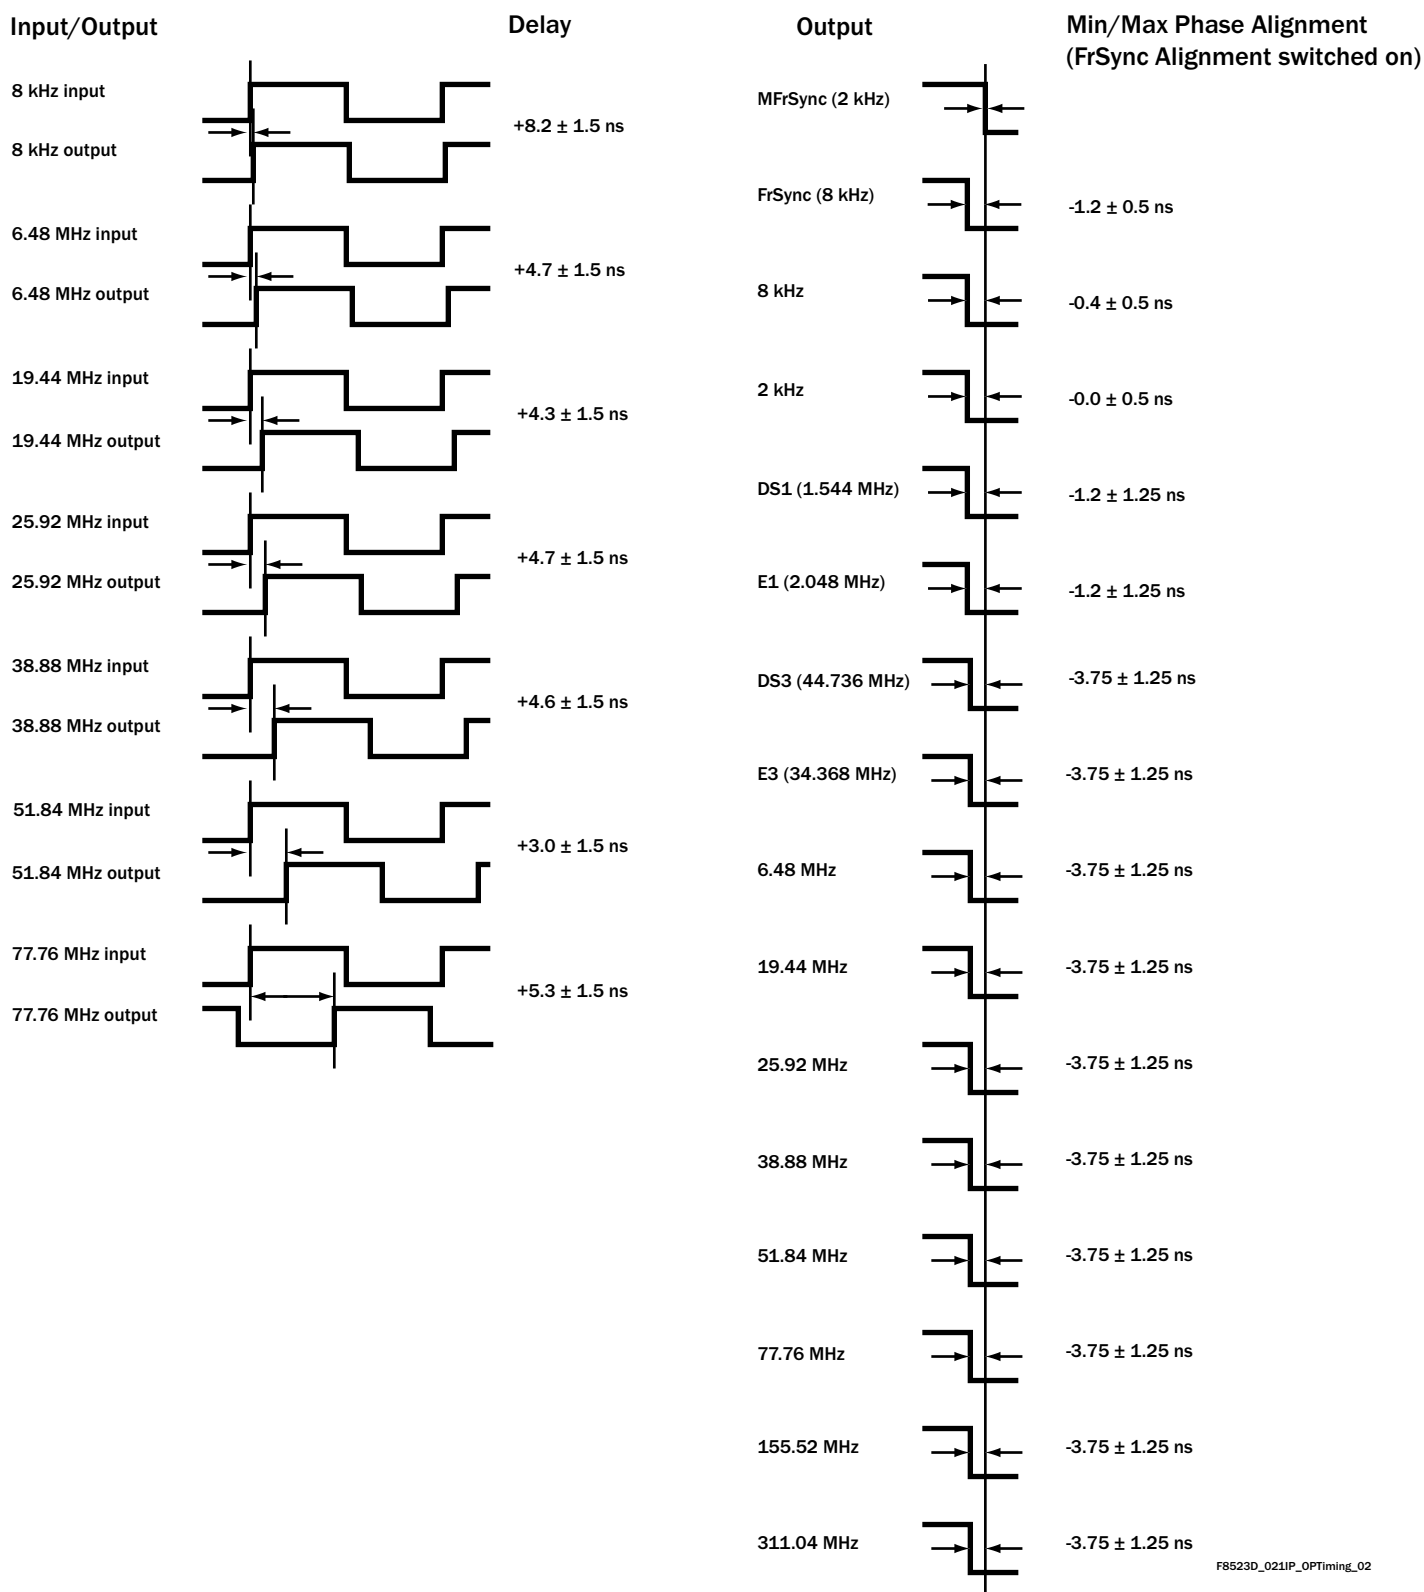 Input/Output
Delay
8 kHz input
8 kHz output
+8.2 ± 1.5 ns
6.48 MHz input
6.48 MHz output
+4.7 ± 1.5 ns
19.44 MHz input
19.44 MHz output
+4.3 ± 1.5 ns
25.92 MHz input
25.92 MHz output
+4.7 ± 1.5 ns
38.88 MHz input
38.88 MHz output
+4.6 ± 1.5 ns
51.84 MHz input
51.84 MHz output
+3.0 ± 1.5 ns
77.76 MHz input
77.76 MHz output
+5.3 ± 1.5 ns
Output
Min/Max Phase Alignment
(FrSync Alignment switched on)
MFrSync (2 kHz)
FrSync (8 kHz)
-1.2 ± 0.5 ns
8 kHz
-0.4 ± 0.5 ns
2 kHz
-0.0 ± 0.5 ns
DS1 (1.544 MHz)
-1.2 ± 1.25 ns
E1 (2.048 MHz)
-1.2 ± 1.25 ns
DS3 (44.736 MHz)
-3.75 ± 1.25 ns
E3 (34.368 MHz)
-3.75 ± 1.25 ns
6.48 MHz
-3.75 ± 1.25 ns
19.44 MHz
-3.75 ± 1.25 ns
25.92 MHz
-3.75 ± 1.25 ns
38.88 MHz
-3.75 ± 1.25 ns
51.84 MHz
-3.75 ± 1.25 ns
77.76 MHz
-3.75 ± 1.25 ns
155.52 MHz
-3.75 ± 1.25 ns
311.04 MHz
-3.75 ± 1.25 ns
F8523D_021IP_OPTiming_02